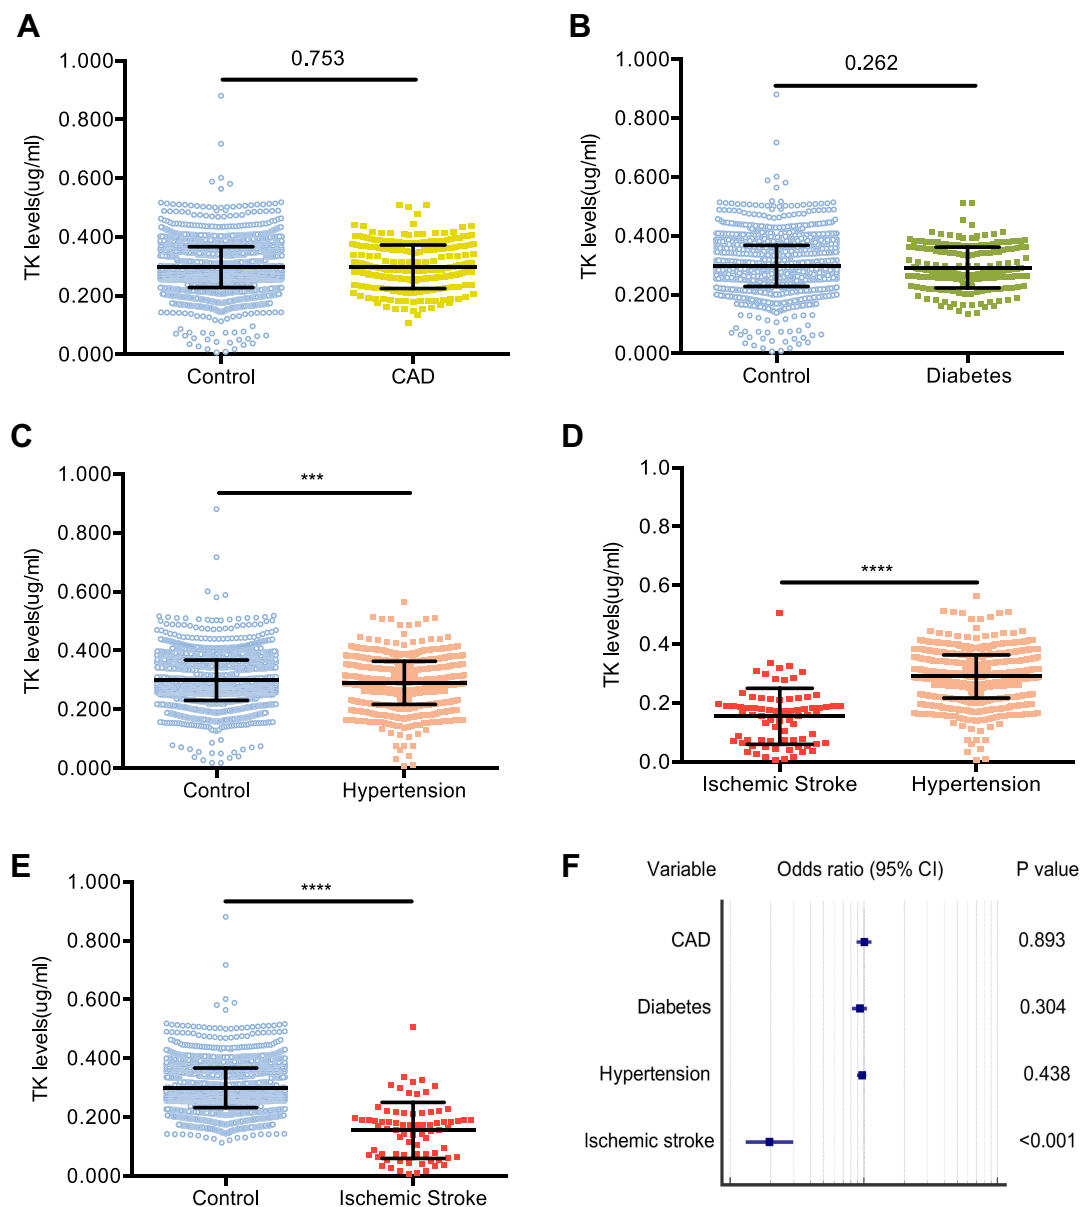 A
0.753
TK levels(ug/ml)
1.000
0.800
0.600
0.400
0.200
0.000
Control
CAD
B
0.262
TK levels(ug/ml)
1.000
0.800
0.600
0.400
0.200
0.000
Control
Diabetes
C
***
TK levels(ug/ml)
1.000
0.800
0.600
0.400
0.200
0.000
Control
Hypertension
D
****
TK levels(ug/ml)
1.0
0.8
0.6
0.4
0.2
0.0
Ischemic Stroke
Hypertension
E
****
TK levels(ug/ml)
1.000
0.800
0.600
0.400
0.200
0.000
Control
Ischemic Stroke
F
Variable Odds ratio (95% CI) P value
CAD 0.893
Diabetes 0.304
Hypertension 0.438
Ischemic stroke <0.001